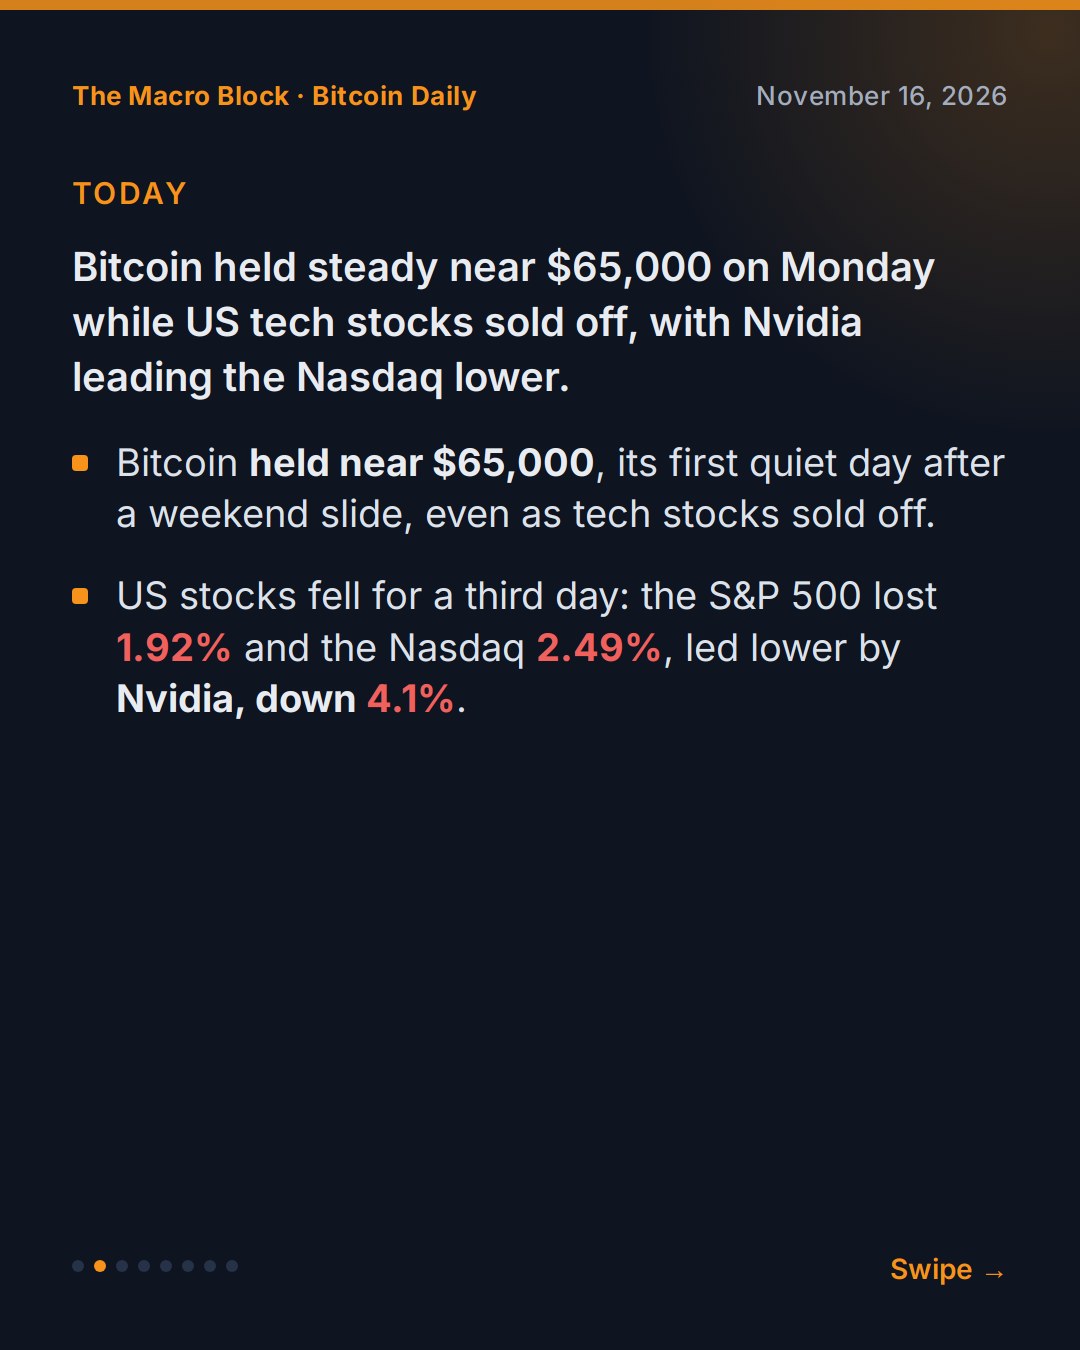 The Macro Block · Bitcoin Daily
November 16, 2026
TODAY
Bitcoin held steady near $65,000 on Monday
while US tech stocks sold off, with Nvidia
leading the Nasdaq lower.
Bitcoin held near $65,000, its first quiet day after
a weekend slide, even as tech stocks sold off.
US stocks fell for a third day: the S&P 500 lost
1.92% and the Nasdaq 2.49%, led lower by
Nvidia, down 4.1%.
Swipe →